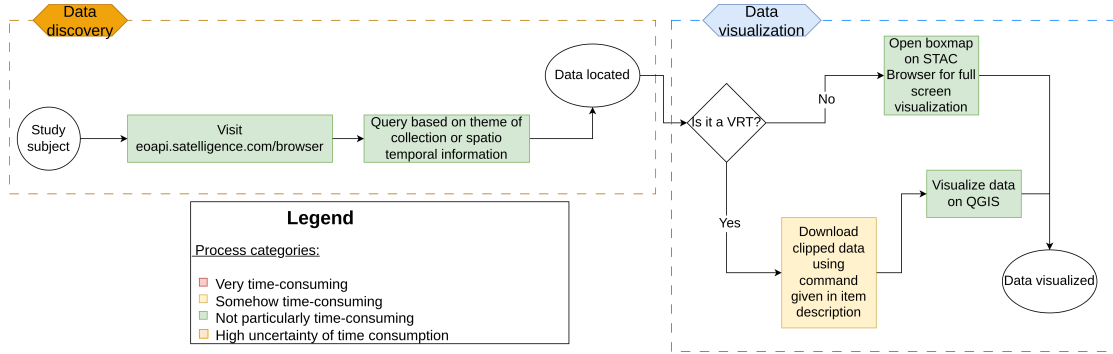 Data
discovery
Data
visualization
Study
subject
Visit
eoapi.satelligence.com/browser
Query based on theme of
collection or spatio
temporal information
Data located
Is it a VRT?
No
Open boxmap
on STAC
Browser for full
screen
visualization
Yes
Download
clipped data
using
command
given in item
description
Visualize data
on QGIS
Data visualized
Legend
Process categories:
Very time-consuming
Somehow time-consuming
Not particularly time-consuming
High uncertainty of time consumption